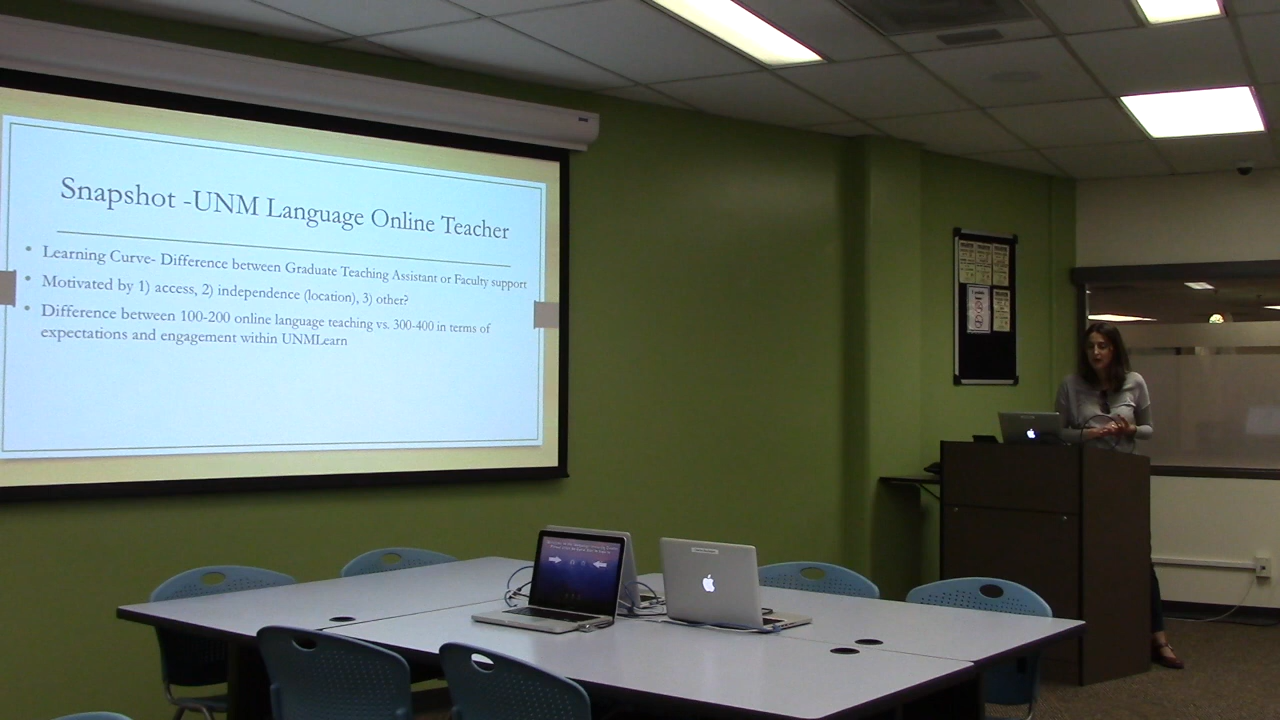 Snapshot -UNM Language Online Teacher
• Learning Curve- Difference between Graduate Teaching Assistant or Faculty support
• Motivated by 1) access, 2) independence (location), 3) other?
• Difference between 100-200 online language teaching vs. 300-400 in terms of
expectations and engagement within UNMLearn